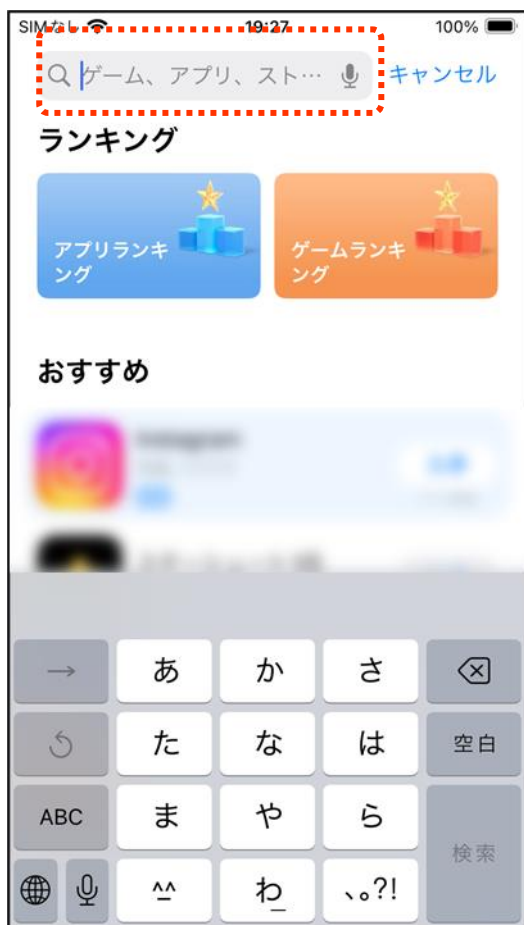 SIMなし 19:27 100%
ゲーム、アプリ、スト… キャンセル
ランキング
アプリランキ
ング
ゲームランキ
ング
おすすめ
→ あ か さ
た な は 空白
ABC ま や ら
検索
^^ わ 、。?!